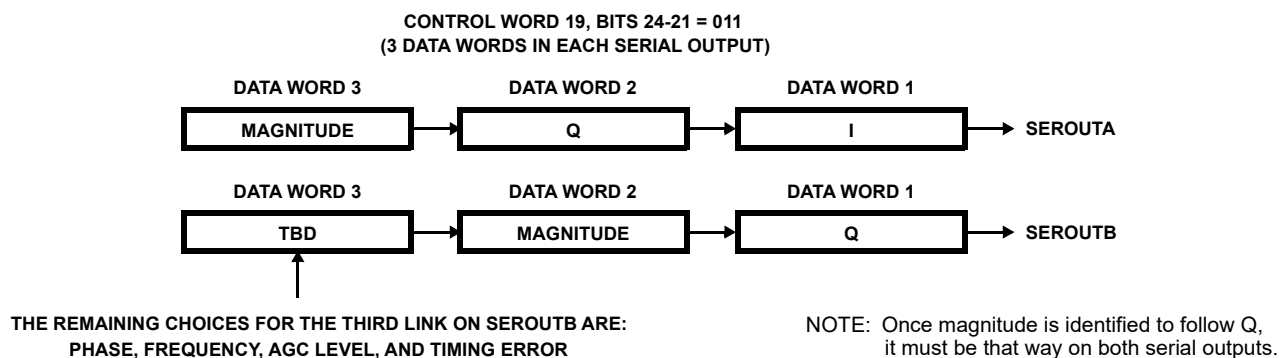 CONTROL WORD 19, BITS 24-21 = 011
(3 DATA WORDS IN EACH SERIAL OUTPUT)
DATA WORD 3 DATA WORD 2 DATA WORD 1
MAGNITUDE Q I SEROUTA
DATA WORD 3 DATA WORD 2 DATA WORD 1
TBD MAGNITUDE Q SEROUTB
THE REMAINING CHOICES FOR THE THIRD LINK ON SEROUTB ARE:
PHASE, FREQUENCY, AGC LEVEL, AND TIMING ERROR
NOTE: Once magnitude is identified to follow Q,
it must be that way on both serial outputs.